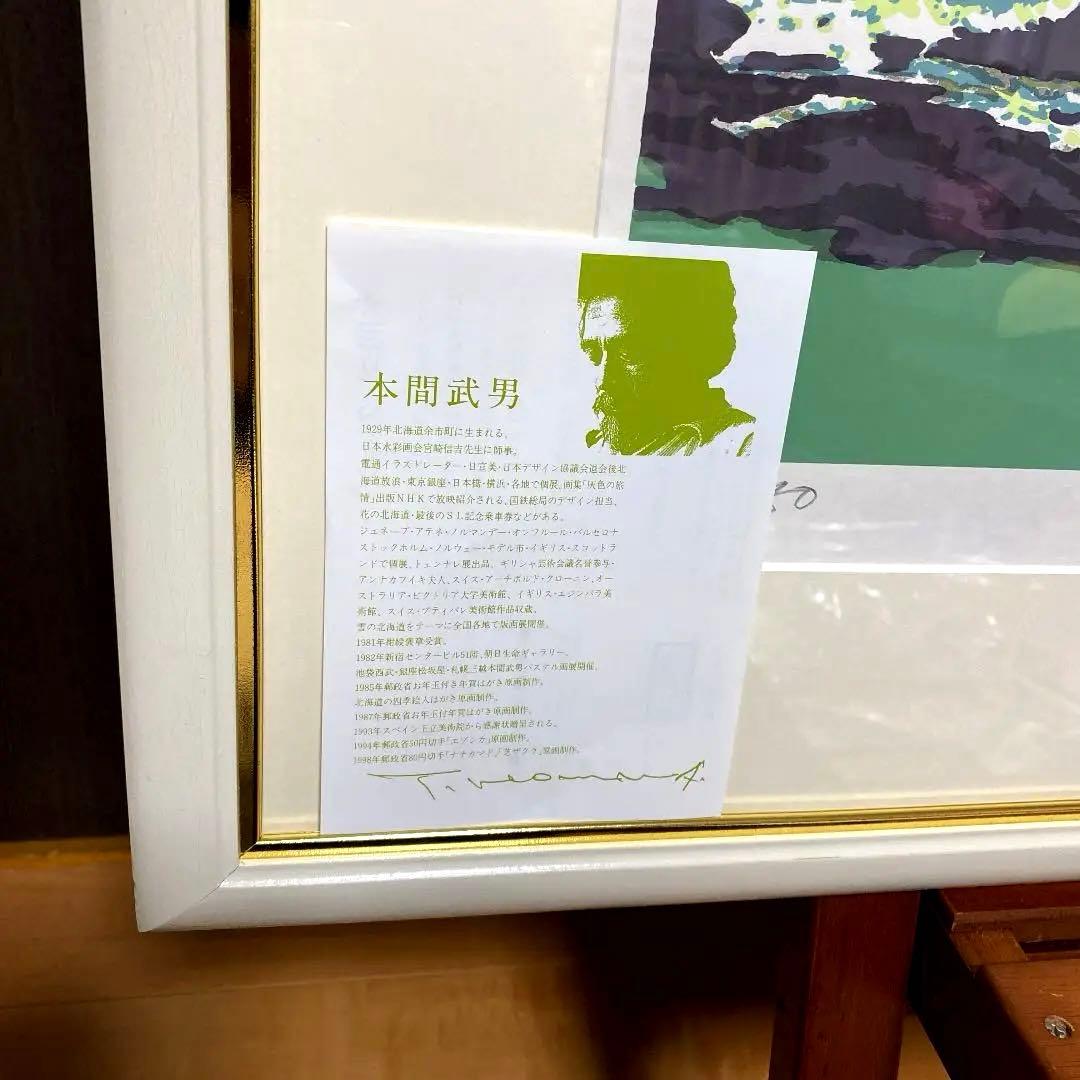 本間武男
1929年北海道余市町に生まれる。
日本水彩画会宮崎信吉先生に師事。
電通イラストレーター・日宣美・日本デザイン協議会退会後北
海道放浪・東京銀座・日本橋・横浜・各地で個展。画集「灰色の旅
情」出版NHKで放映紹介される。国鉄総局のデザイン担当。
花の北海道・最後のSL記念乗車券などがある。
ジュネーブ・アテネ・ノルマンデー・オンフルール・バルセロナ
ストックホルム・ノルウェー・モデル市・イギリス・スコットラ
ンドで個展。トェンナレ展出品。ギリシャ芸術会議名誉参与・
アンナカフイキ夫人、スイス・アーチボルド・クローニン、オー
ストラリア・ビクトリア大学美術館、イギリス・エジンバラ美
術館、スイス・プティパレ美術館作品収蔵。
雲の北海道をテーマに全国各地で版画展開催。
1981年紺綬褒章受賞。
1982年新宿センタービル51階、朝日生命ギャラリー。
池袋西武・銀座松坂屋・札幌三越本間武男パステル画展開催。
1985年郵政省お年玉付き年賀はがき原画制作。
北海道の四季絵入はがき原画制作。
1987年郵政省お年玉付年賀はがき原画制作。
1993年スペイン王立美術院から感謝状贈呈される。
1994年郵政省50円切手「エゾシカ」原画制作。
1998年郵政省80円切手「ナナカマド」「芝ザクラ」原画制作。